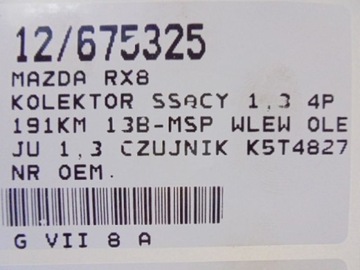 12/675325
MAZDA RX8
KOLEKTOR SSĄCY 1,3 4P
191KM 13B-MSP WLEW OLE
JU 1,3 CZUJNIK K5T4827
NR OEM.
G VII 8 A